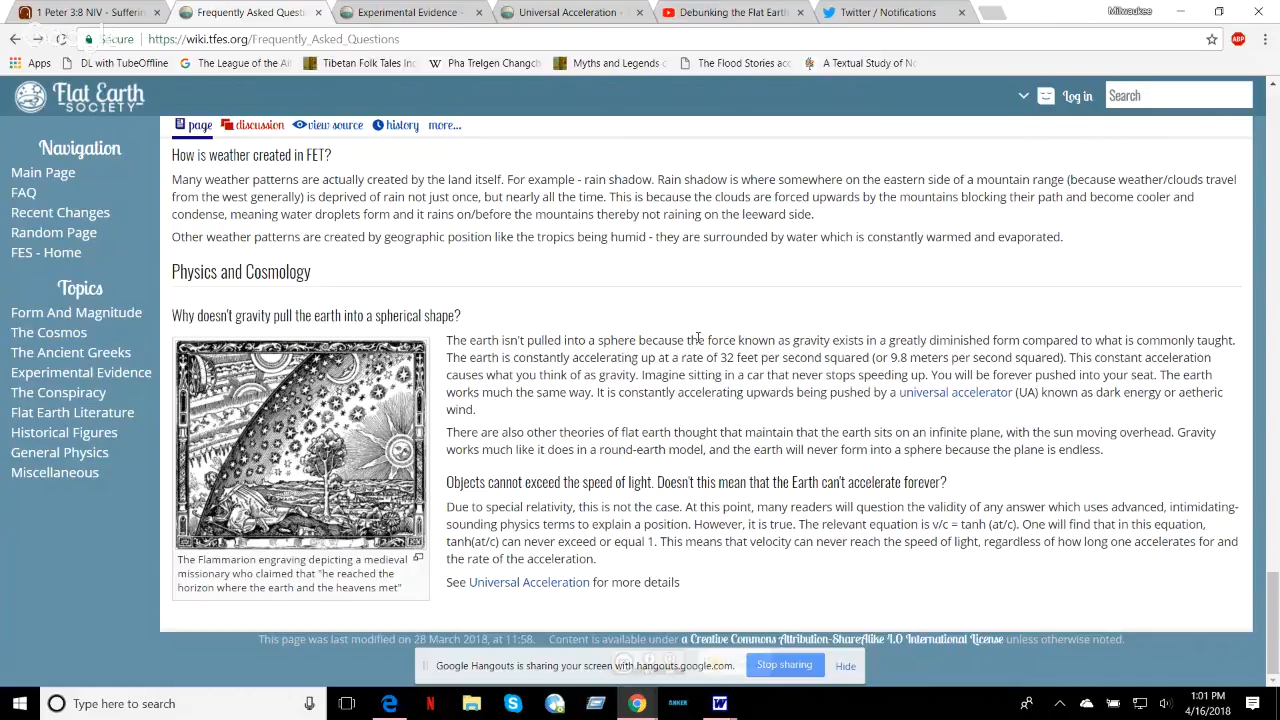 1 Peter 3:8 NIV - Sufferin
Frequently Asked Questi
Experimental Evidence -
Universal Acceleration -
Debunking the Flat Earth
Twitter / Notifications
Milwaukee
Secure
https://wiki.tfes.org/Frequently_Asked_Questions
ABP
Apps
DL with TubeOffline
The League of the Ai
Tibetan Folk Tales Inc
Pha Trelgen Changch
Myths and Legends o
The Flood Stories acc
A Textual Study of No
FLAT EARTH
SOCIETY
Log in
Search
page
discussion
view source
history
more...
Navigation
Main Page
FAQ
Recent Changes
Random Page
FES - Home
Topics
Form And Magnitude
The Cosmos
The Ancient Greeks
Experimental Evidence
The Conspiracy
Flat Earth Literature
Historical Figures
General Physics
Miscellaneous
How is weather created in FET?
Many weather patterns are actually created by the land itself. For example - rain shadow. Rain shadow is where somewhere on the eastern side of a mountain range (because weather/clouds travel
from the west generally) is deprived of rain not just once, but nearly all the time. This is because the clouds are forced upwards by the mountains blocking their path and become cooler and
condense, meaning water droplets form and it rains on/before the mountains thereby not raining on the leeward side.
Other weather patterns are created by geographic position like the tropics being humid - they are surrounded by water which is constantly warmed and evaporated.
Physics and Cosmology
Why doesn't gravity pull the earth into a spherical shape?
The earth isn't pulled into a sphere because the force known as gravity exists in a greatly diminished form compared to what is commonly taught.
The earth is constantly accelerating up at a rate of 32 feet per second squared (or 9.8 meters per second squared). This constant acceleration
causes what you think of as gravity. Imagine sitting in a car that never stops speeding up. You will be forever pushed into your seat. The earth
works much the same way. It is constantly accelerating upwards being pushed by a universal accelerator (UA) known as dark energy or aetheric
wind.
There are also other theories of flat earth thought that maintain that the earth sits on an infinite plane, with the sun moving overhead. Gravity
works much like it does in a round-earth model, and the earth will never form into a sphere because the plane is endless.
Objects cannot exceed the speed of light. Doesn't this mean that the Earth can't accelerate forever?
Due to special relativity, this is not the case. At this point, many readers will question the validity of any answer which uses advanced, intimidating-
sounding physics terms to explain a position. However, it is true. The relevant equation is v/c = tanh (at/c). One will find that in this equation,
tanh(at/c) can never exceed or equal 1. This means that velocity can never reach the speed of light, regardless of how long one accelerates for and
the rate of the acceleration.
See Universal Acceleration for more details
The Flammarion engraving depicting a medieval
missionary who claimed that "he reached the
horizon where the earth and the heavens met"
This page was last modified on 28 March 2018, at 11:58. Content is available under a Creative Commons Attribution-ShareAlike 4.0 International License unless otherwise noted.
Google Hangouts is sharing your screen with hangouts.google.com.
Stop sharing
Hide
Type here to search
ANKER
1:01 PM
4/16/2018